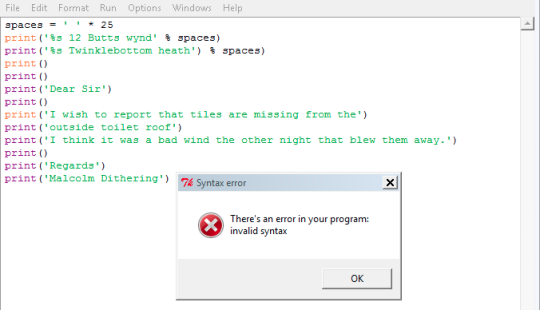 File Edit Format Run Options Windows Help
spaces = ' ' * 25
print('%s 12 Butts wynd' % spaces)
print('%s Twinklebottom heath') % spaces)
print()
print()
print('Dear Sir')
print()
print('I wish to report that tiles are missing from the')
print('outside toilet roof')
print('I think it was a bad wind the other night that blew them away.')
print()
print('Regards')
print('Malcolm Dithering')
Syntax error
There's an error in your program:
invalid syntax
OK